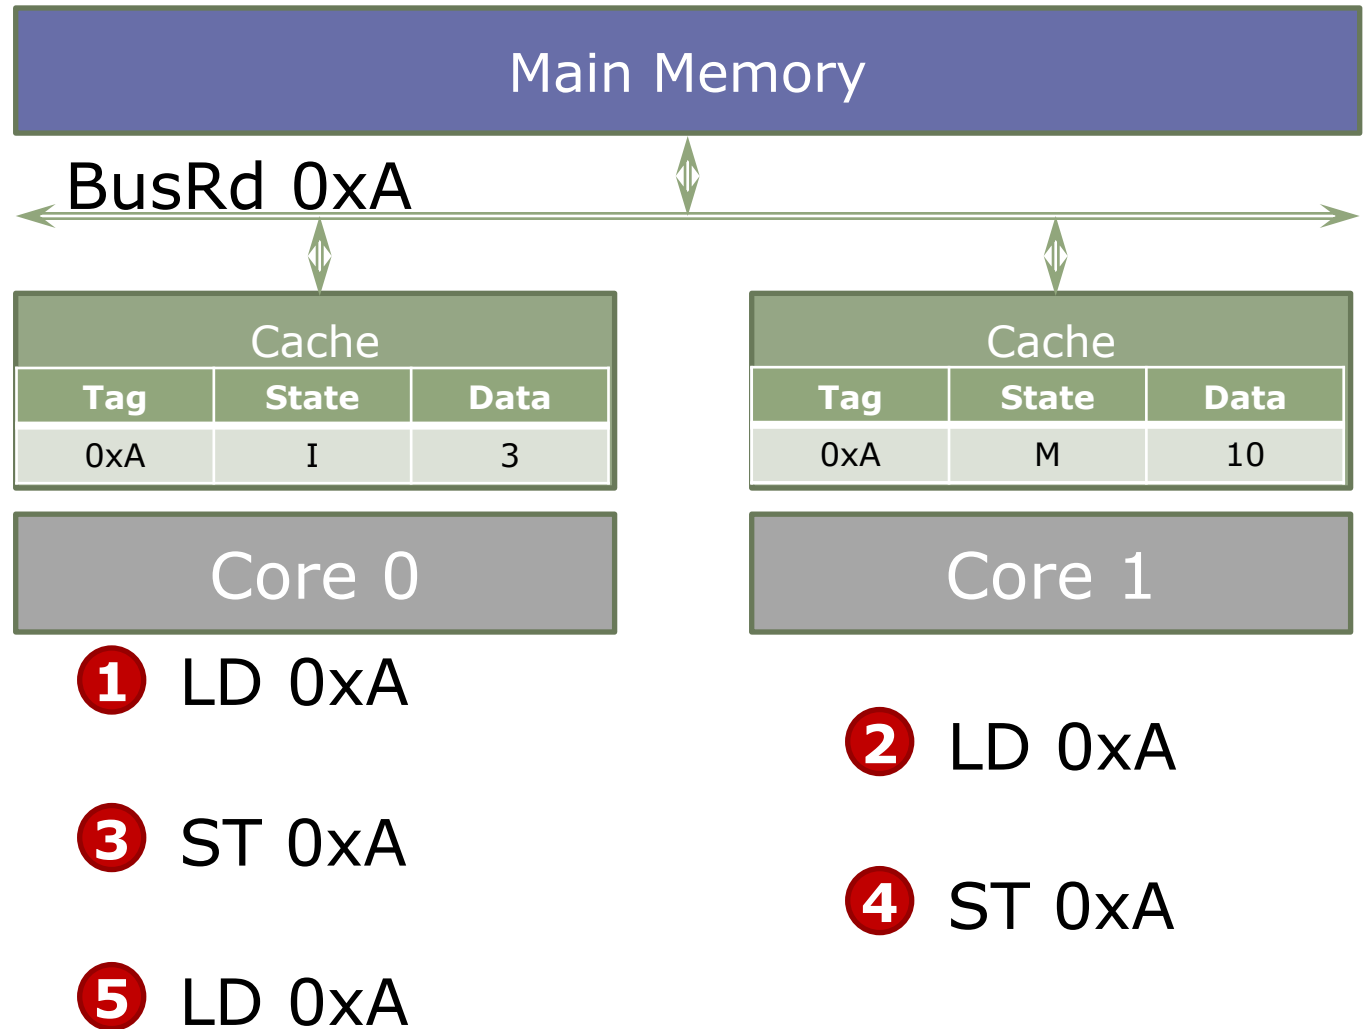 Main Memory
BusRd 0xA
Cache
Tag State Data
0xA I 3
Cache
Tag State Data
0xA M 10
Core 0
Core 1
1 LD 0xA
2 LD 0xA
3 ST 0xA
4 ST 0xA
5 LD 0xA